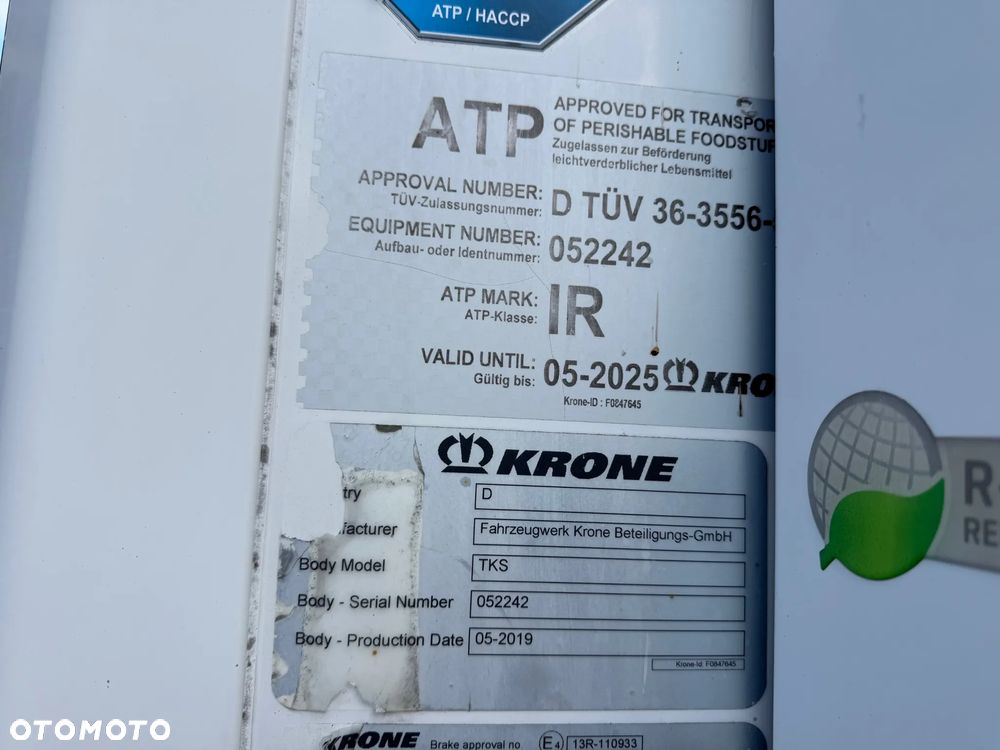 ATP / HACCP
ATP
APPROVED FOR TRANSPOR
OF PERISHABLE FOODSTUF
Zugelassen zur Beförderung
leichtverderblicher Lebensmittel
APPROVAL NUMBER: D TÜV 36-3556-
TÜV-Zulassungsnummer:
EQUIPMENT NUMBER: 052242
Aufbau- oder Identnummer:
ATP MARK: IR
ATP-Klasse:
VALID UNTIL: 05-2025 KRO
Gültig bis:
Krone-ID : F0847645
KRONE
try D
facturer Fahrzeugwerk Krone Beteiligungs-GmbH
Body Model TKS
Body - Serial Number 052242
Body - Production Date 05-2019
Krone-Id: F0847645
KRONE Brake approval no. E4 13R-110933
R
RE
OTOMOTO